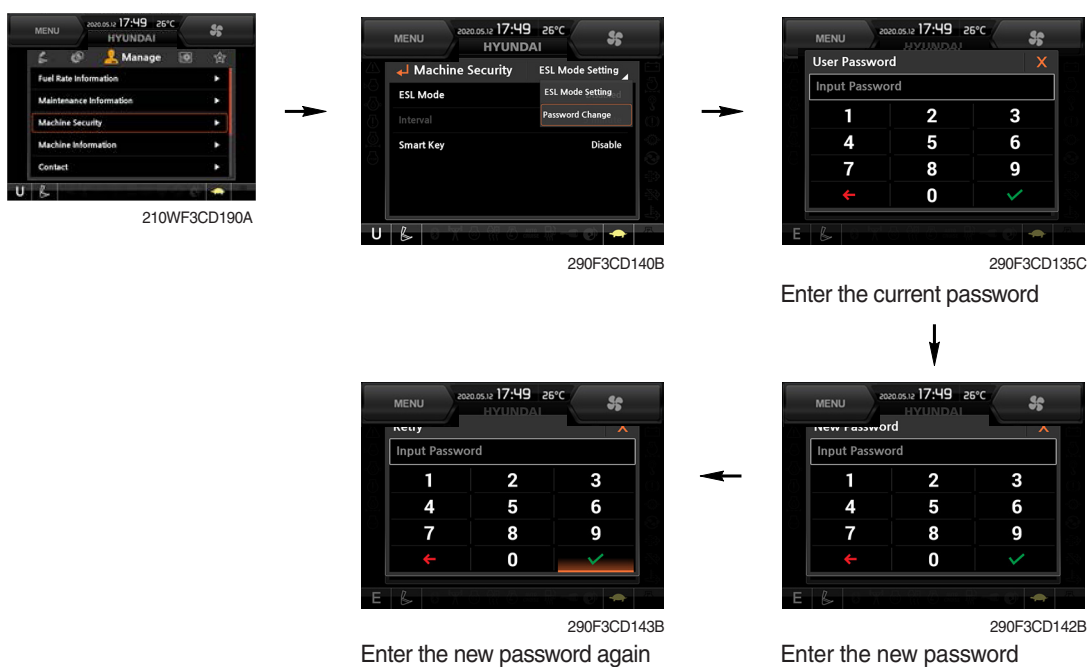 MENU
2020.05.12 17:49 26°C
HYUNDAI
Manage
Fuel Rate Information
Maintenance Information
Machine Security
Machine Information
Contact
U
210WF3CD190A
MENU
2020.05.12 17:49 26°C
HYUNDAI
Machine Security ESL Mode Setting
ESL Mode ESL Mode Setting
Interval Password Change
Smart Key Disable
U
290F3CD140B
MENU
2020.05.12 17:49 26°C
HYUNDAI
User Password X
Input Password
1 2 3
4 5 6
7 8 9
← 0 ✓
E
290F3CD135C
Enter the current password
MENU
2020.05.12 17:49 26°C
HYUNDAI
New Password X
Input Password
1 2 3
4 5 6
7 8 9
← 0 ✓
E
290F3CD142B
Enter the new password
MENU
2020.05.12 17:49 26°C
HYUNDAI
Retry X
Input Password
1 2 3
4 5 6
7 8 9
← 0 ✓
E
290F3CD143B
Enter the new password again